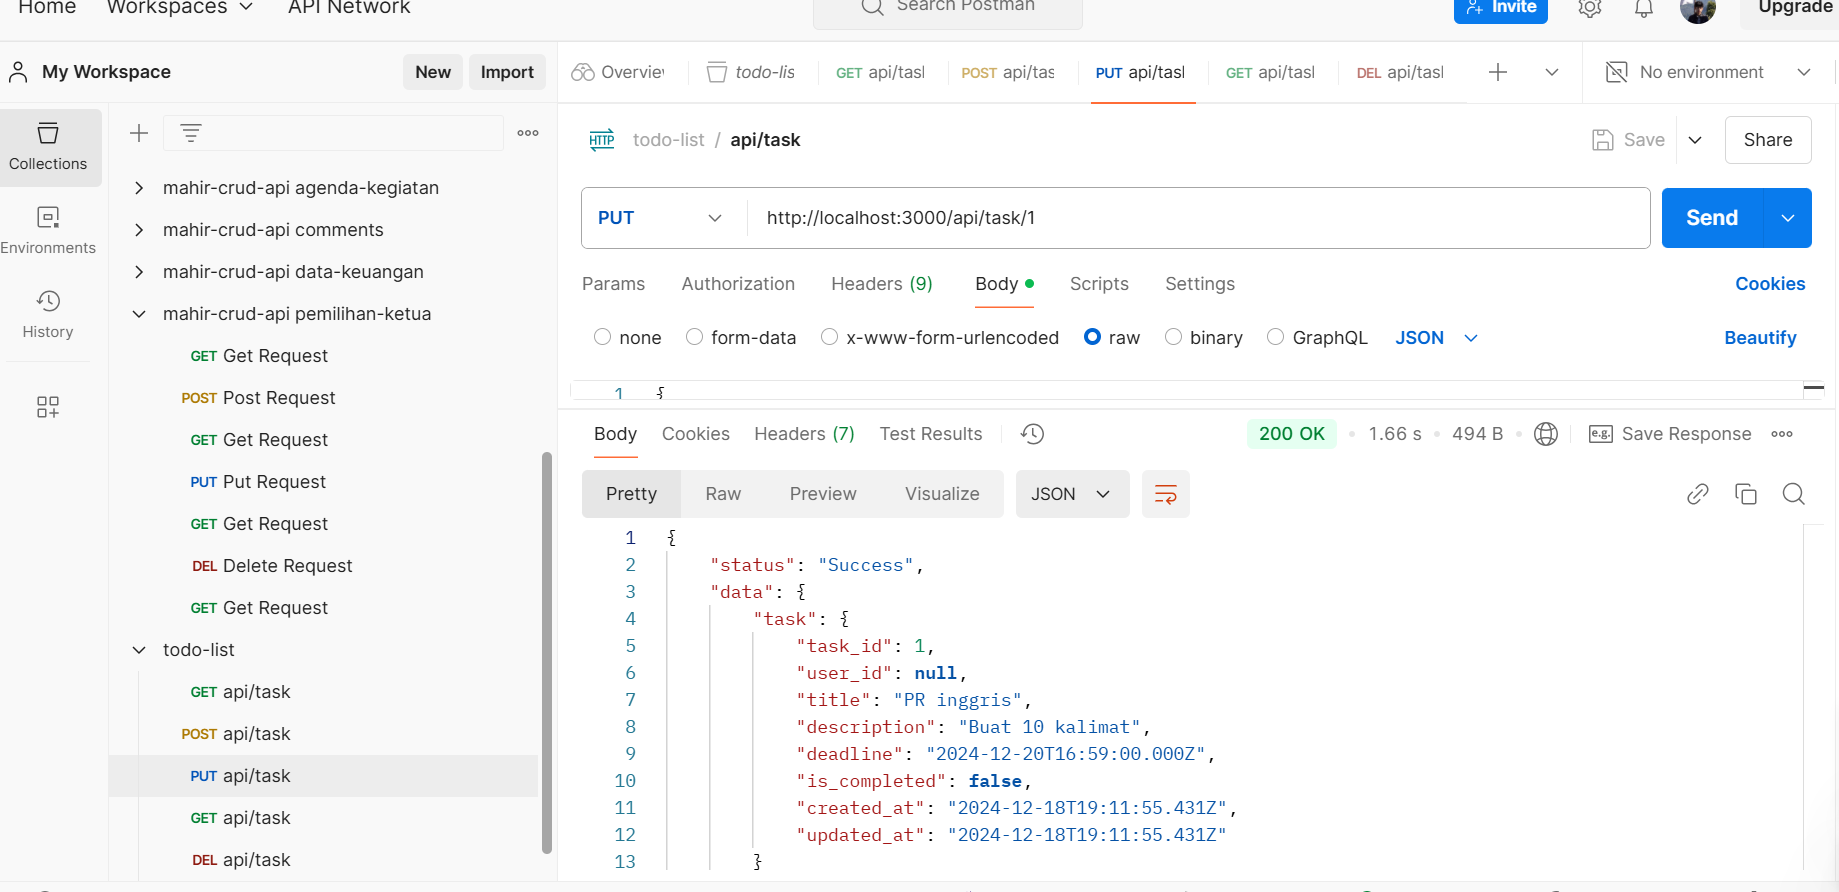 Home Workspaces API Network Search Postman Invite Upgrade
My Workspace New Import
Overvie todo-lis GET api/tasl POST api/tas PUT api/tasl GET api/tasl DEL api/tasl No environment
Collections
Environments
History
mahir-crud-api agenda-kegiatan
mahir-crud-api comments
mahir-crud-api data-keuangan
mahir-crud-api pemilihan-ketua
GET Get Request
POST Post Request
GET Get Request
PUT Put Request
GET Get Request
DEL Delete Request
GET Get Request
todo-list
GET api/task
POST api/task
PUT api/task
GET api/task
DEL api/task
HTTP todo-list / api/task Save Share
PUT http://localhost:3000/api/task/1 Send
Params Authorization Headers (9) Body Scripts Settings Cookies
none form-data x-www-form-urlencoded raw binary GraphQL JSON Beautify
1 {
Body Cookies Headers (7) Test Results 200 OK 1.66 s 494 B e.g. Save Response
Pretty Raw Preview Visualize JSON
1 {
2 "status": "Success",
3 "data": {
4 "task": {
5 "task_id": 1,
6 "user_id": null,
7 "title": "PR inggris",
8 "description": "Buat 10 kalimat",
9 "deadline": "2024-12-20T16:59:00.000Z",
10 "is_completed": false,
11 "created_at": "2024-12-18T19:11:55.431Z",
12 "updated_at": "2024-12-18T19:11:55.431Z"
13 }